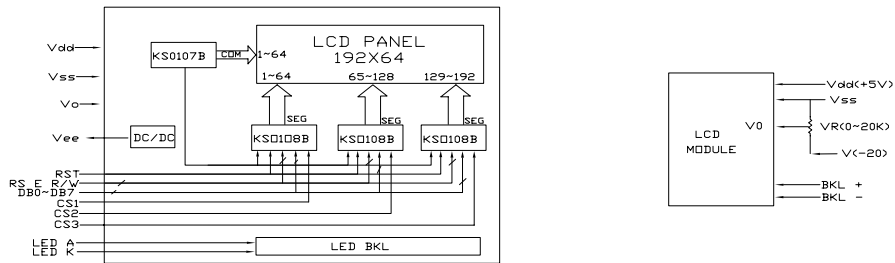 Vdd
Vss
Vo
Vee
DC/DC
KS0107B
COM
1~64
LCD PANEL
192X64
1~64
65~128
129~192
SEG
SEG
SEG
KS0108B
KS0108B
KS0108B
RST
RS E R/W
DB0~DB7
CS1
CS2
CS3
LED A
LED K
LED BKL
LCD
MODULE
V0
Vdd(+5V)
Vss
VR(0~20K)
V(-20)
BKL +
BKL -